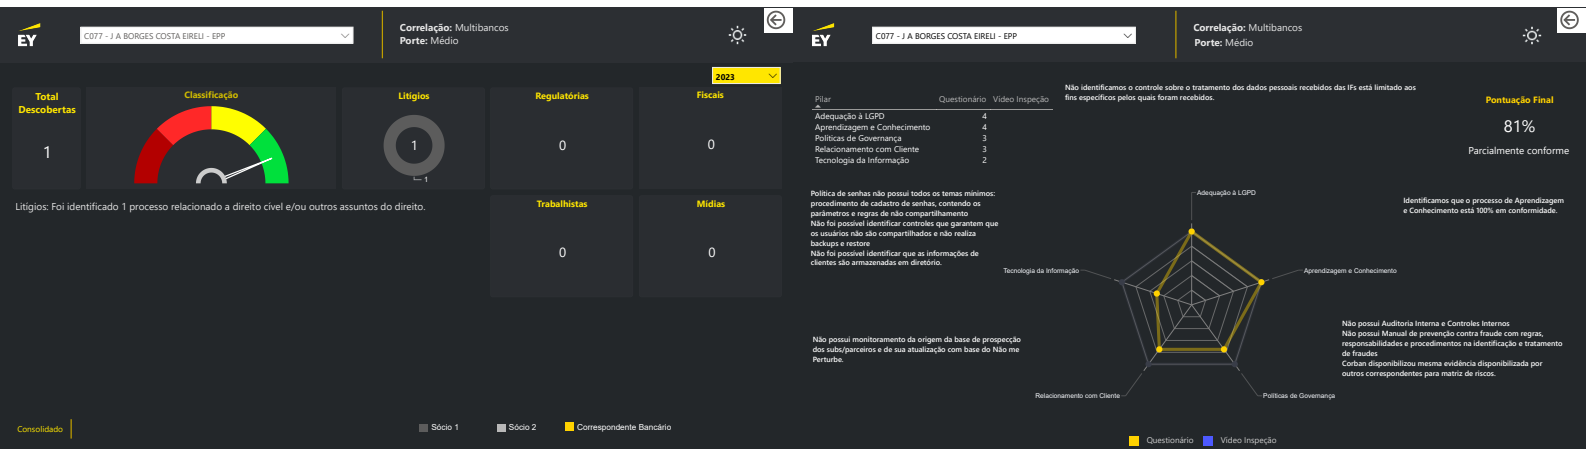 EY
C077 - J A BORGES COSTA EIRELI - EPP
Correlação: Multibancos
Porte: Médio
2023
Total
Descobertas
1
Classificação
Litígios
1
1
Regulatórias
0
Fiscais
0
Litígios: Foi identificado 1 processo relacionado a direito cível e/ou outros assuntos do direito.
Trabalhistas
0
Mídias
0
Consolidado
Sócio 1
Sócio 2
Correspondente Bancário
EY
C077 - J A BORGES COSTA EIRELI - EPP
Correlação: Multibancos
Porte: Médio
Pilar Questionário Video Inspeção
Adequação à LGPD 4
Aprendizagem e Conhecimento 4
Políticas de Governança 3
Relacionamento com Cliente 3
Tecnologia da Informação 2
Não identificamos o controle sobre o tratamento dos dados pessoais recebidos das IFs está limitado aos
fins específicos pelos quais foram recebidos.
Pontuação Final
81%
Parcialmente conforme
Política de senhas não possui todos os temas mínimos:
procedimento de cadastro de senhas, contendo os
parâmetros e regras de não compartilhamento
Não foi possível identificar controles que garantem que
os usuários não são compartilhados e não realiza
backups e restore
Não foi possível identificar que as informações de
clientes são armazenadas em diretório.
Adequação à LGPD
Identificamos que o processo de Aprendizagem
e Conhecimento está 100% em conformidade.
Tecnologia da Informação
Aprendizagem e Conhecimento
Não possui monitoramento da origem da base de prospecção
dos subs/parceiros e de sua atualização com base do Não me
Perturbe.
Não possui Auditoria Interna e Controles Internos
Não possui Manual de prevenção contra fraude com regras,
responsabilidades e procedimentos na identificação e tratamento
de fraudes
Corban disponibilizou mesma evidência disponibilizada por
outros correspondentes para matriz de riscos.
Relacionamento com Cliente
Políticas de Governança
Questionário
Video Inspeção